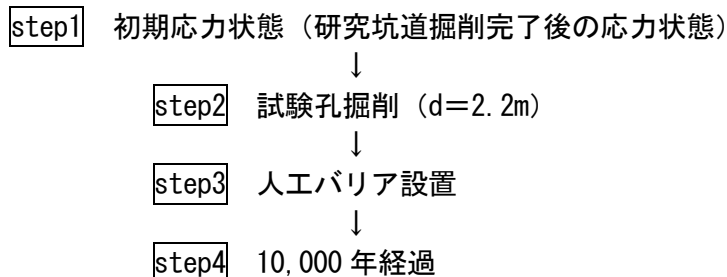 step1 初期応力状態（研究坑道掘削完了後の応力状態）
↓
step2 試験孔掘削（d＝2.2m）
↓
step3 人工バリア設置
↓
step4 10,000 年経過